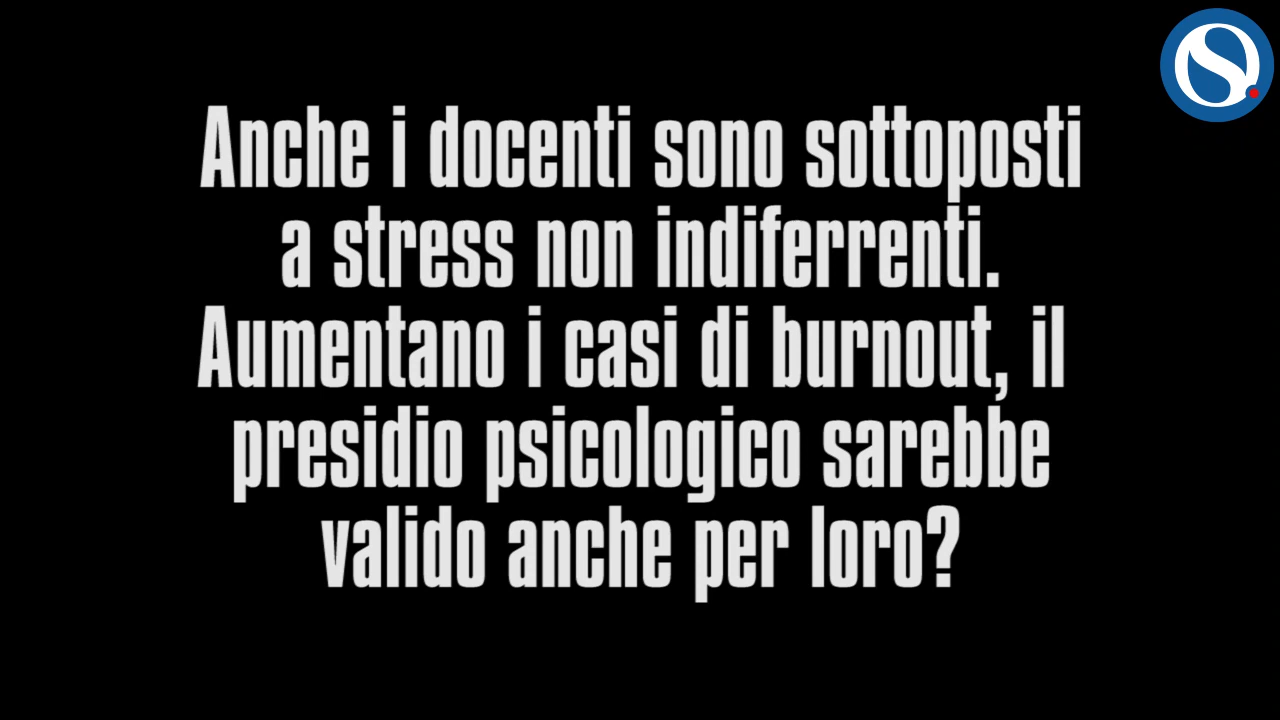 Anche i docenti sono sottoposti
a stress non indiferrenti.
Aumentano i casi di burnout, il
presidio psicologico sarebbe
valido anche per loro?